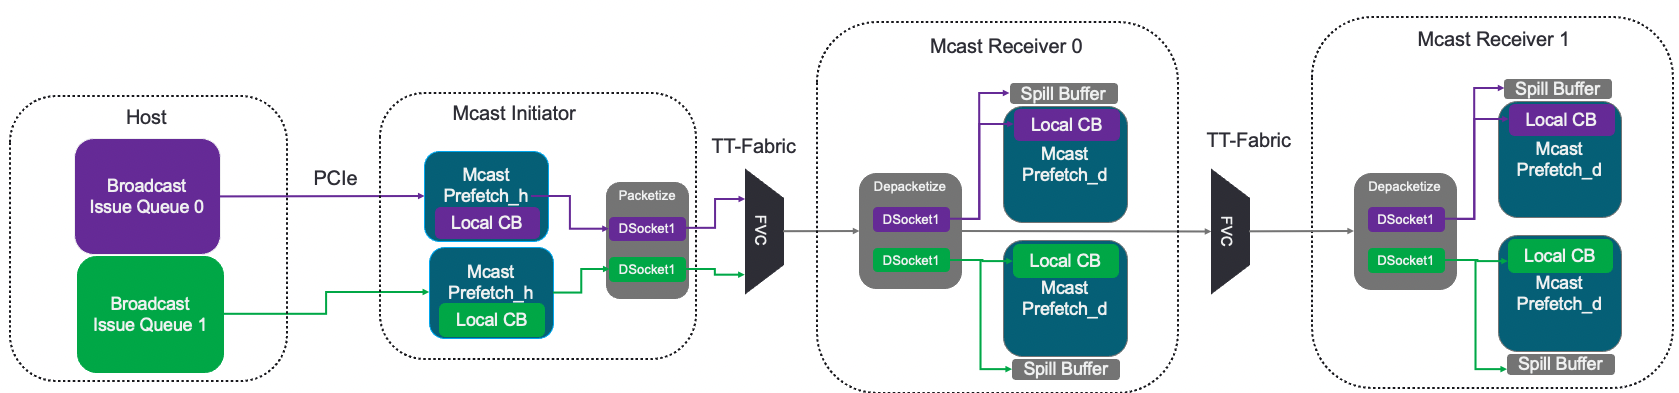 Host
Broadcast
Issue Queue 0
Broadcast
Issue Queue 1
PCIe
Mcast Initiator
Mcast
Prefetch_h
Local CB
Mcast
Prefetch_h
Local CB
Packetize
DSocket1
DSocket1
TT-Fabric
FVC
Mcast Receiver 0
Depacketize
DSocket1
DSocket1
Spill Buffer
Local CB
Mcast
Prefetch_d
Local CB
Mcast
Prefetch_d
Spill Buffer
TT-Fabric
FVC
Mcast Receiver 1
Depacketize
DSocket1
DSocket1
Spill Buffer
Local CB
Mcast
Prefetch_d
Local CB
Mcast
Prefetch_d
Spill Buffer